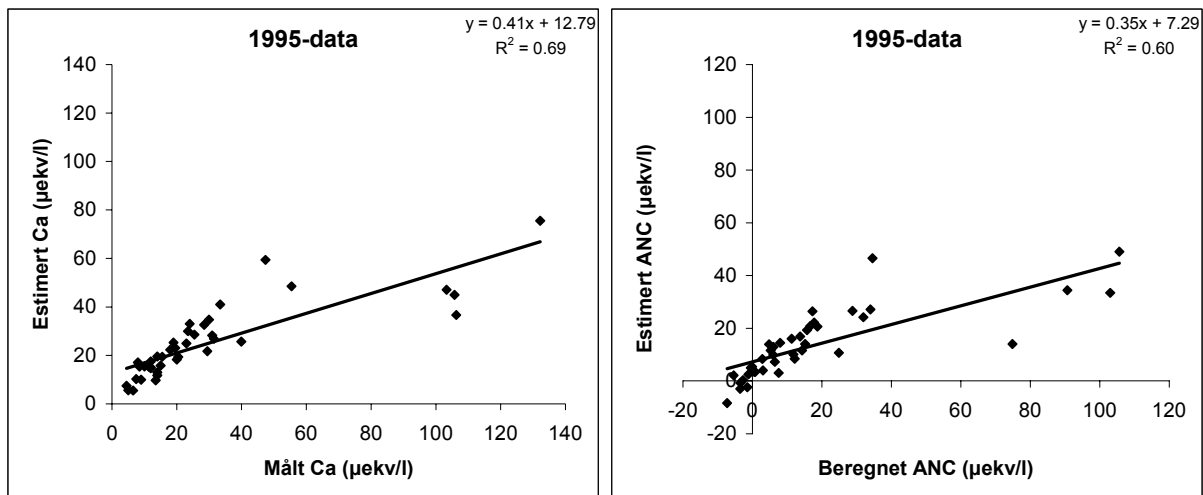 1995-data
y = 0.41x + 12.79
R² = 0.69
140
120
100
80
60
40
20
0
0 20 40 60 80 100 120 140
Estimert Ca (µekv/l)
Målt Ca (µekv/l)
1995-data
y = 0.35x + 7.29
R² = 0.60
120
100
80
60
40
20
0
-20
-20 0 20 40 60 80 100 120
Estimert ANC (µekv/l)
Beregnet ANC (µekv/l)